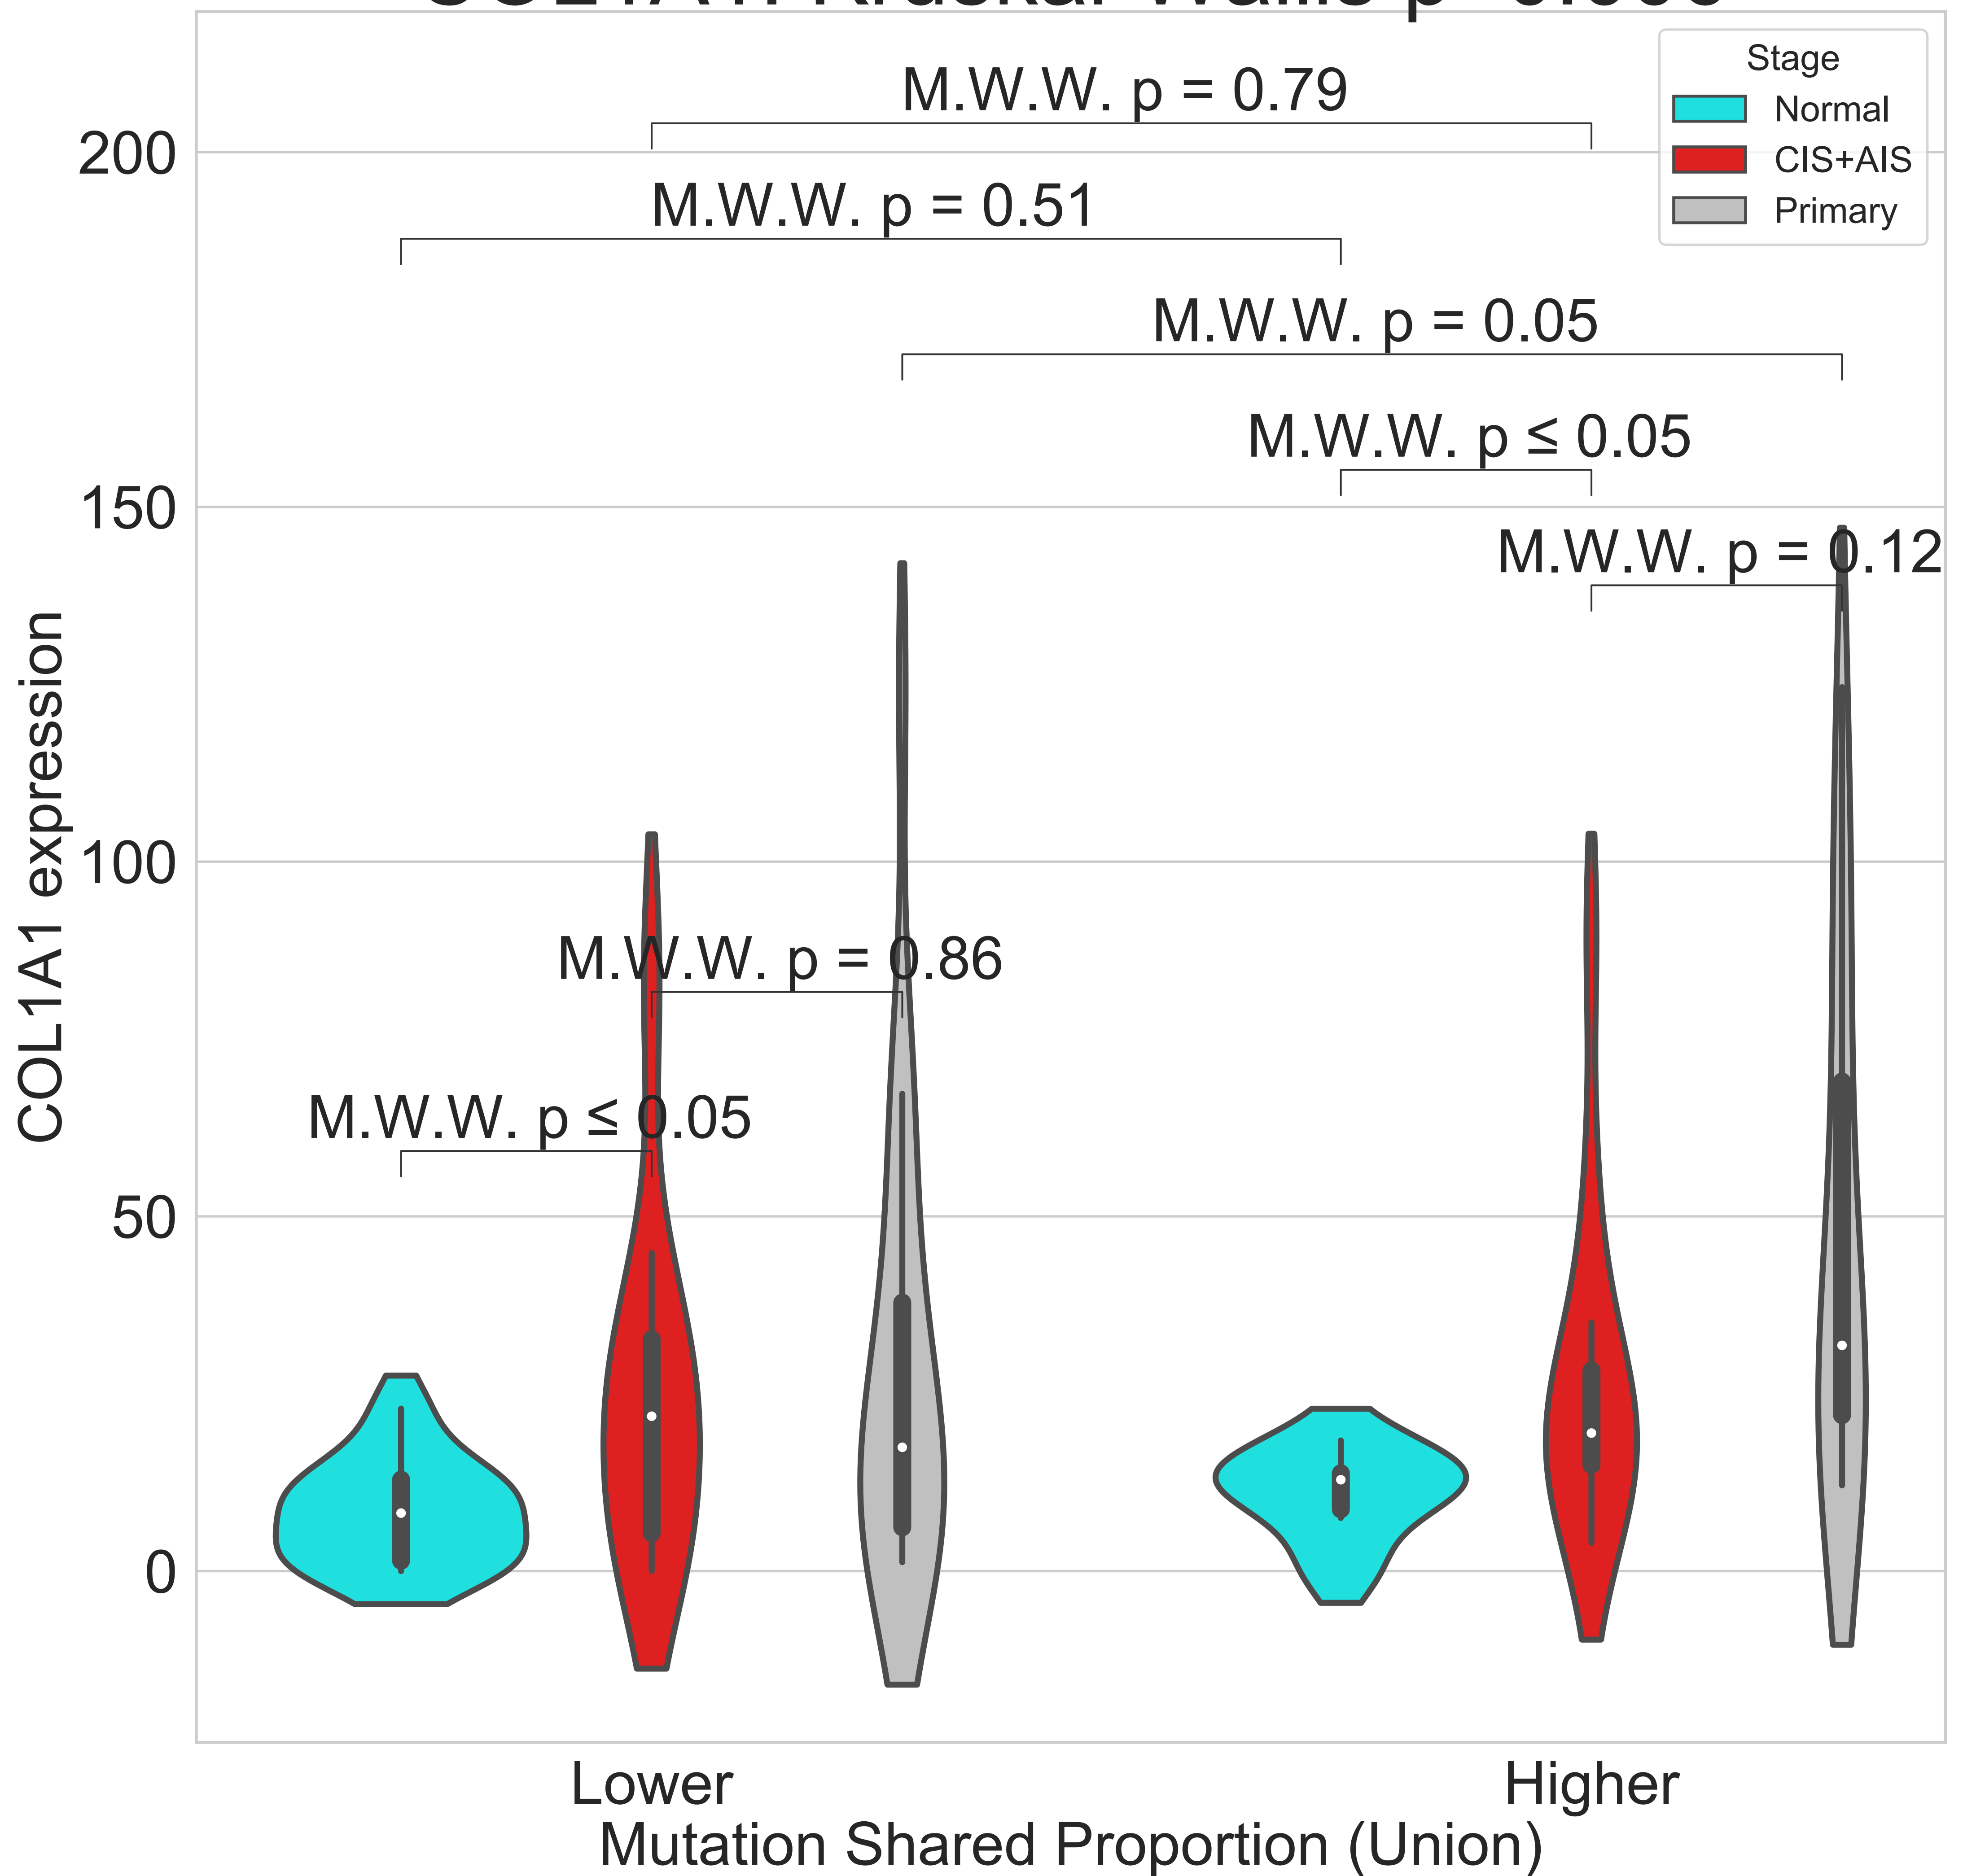 Stage
Normal
CIS+AIS
Primary
M.W.W. p = 0.79
M.W.W. p = 0.51
M.W.W. p = 0.05
M.W.W. p ≤ 0.05
M.W.W. p = 0.12
M.W.W. p = 0.86
M.W.W. p ≤ 0.05
200
150
100
50
0
COL1A1 expression
Lower
Higher
Mutation Shared Proportion (Union)